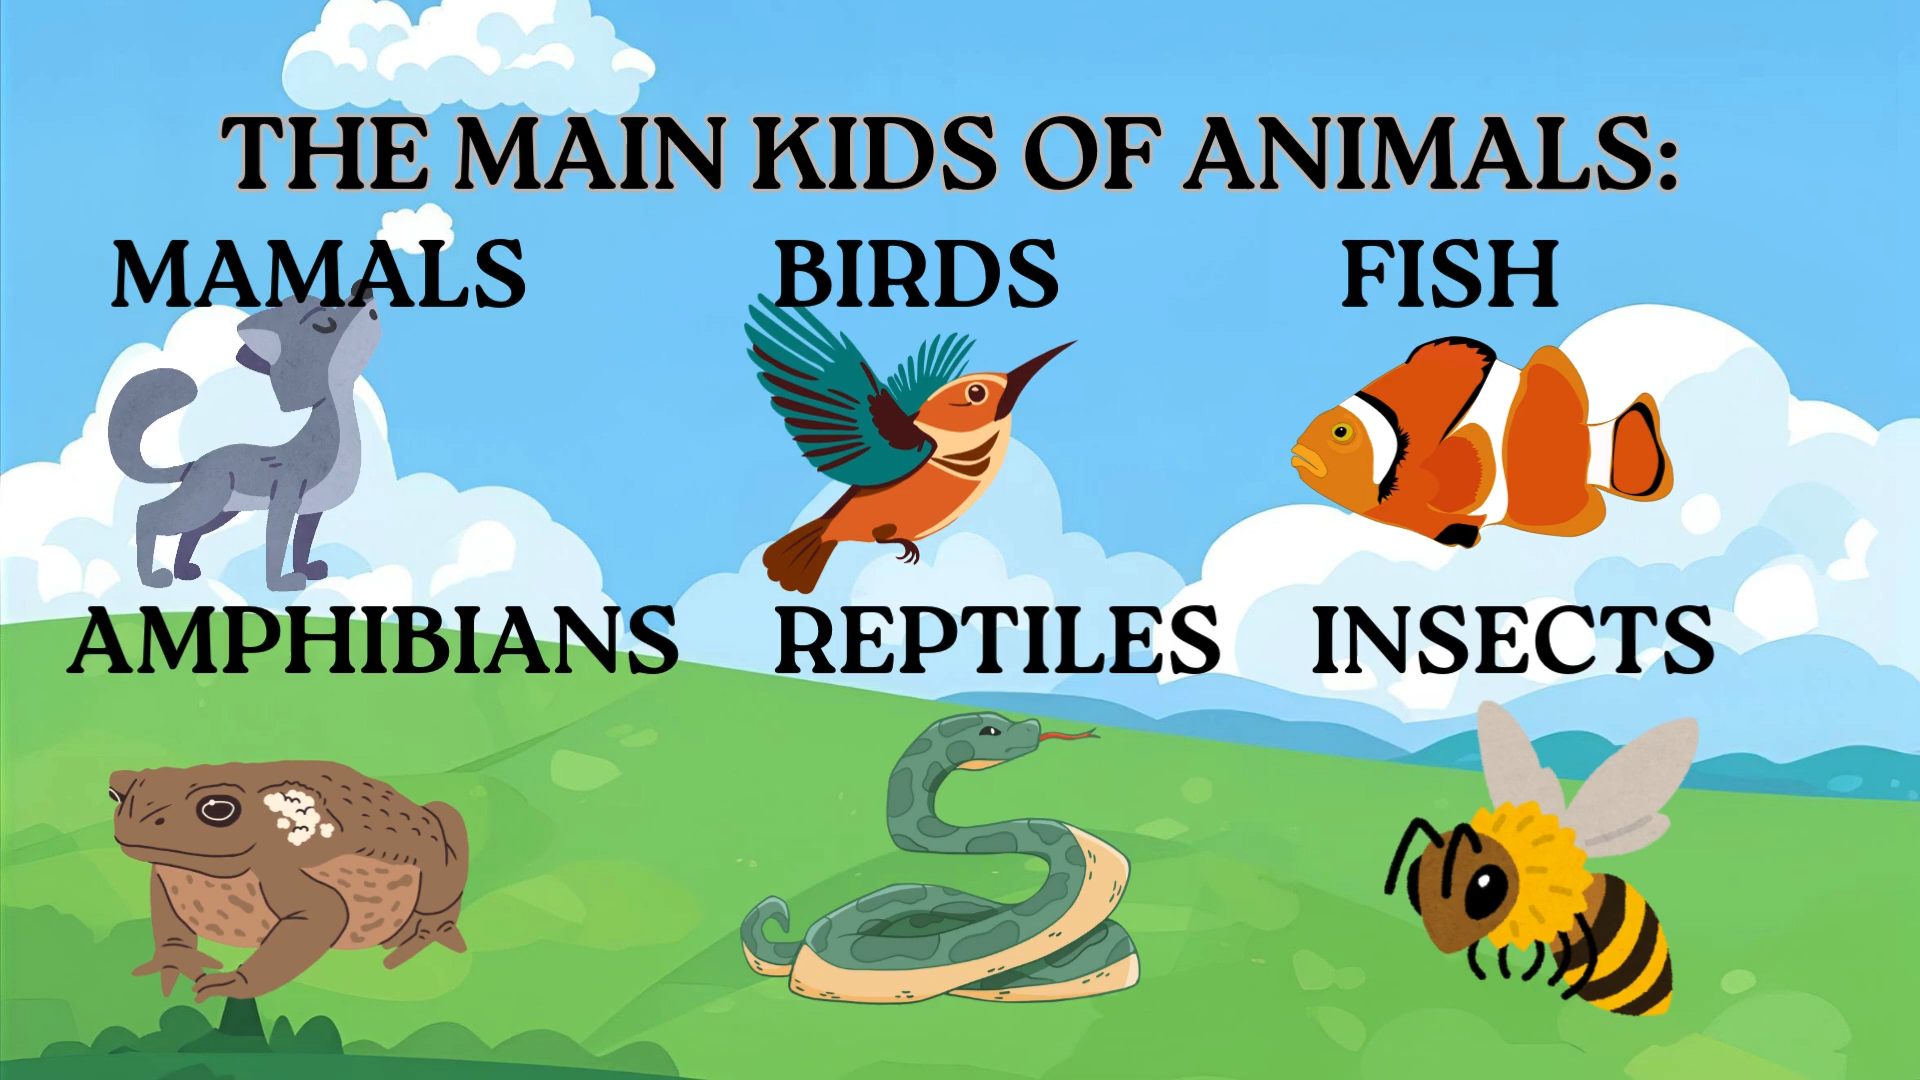 THE MAIN KIDS OF ANIMALS:
MAMALS BIRDS FISH
AMPHIBIANS REPTILES INSECTS